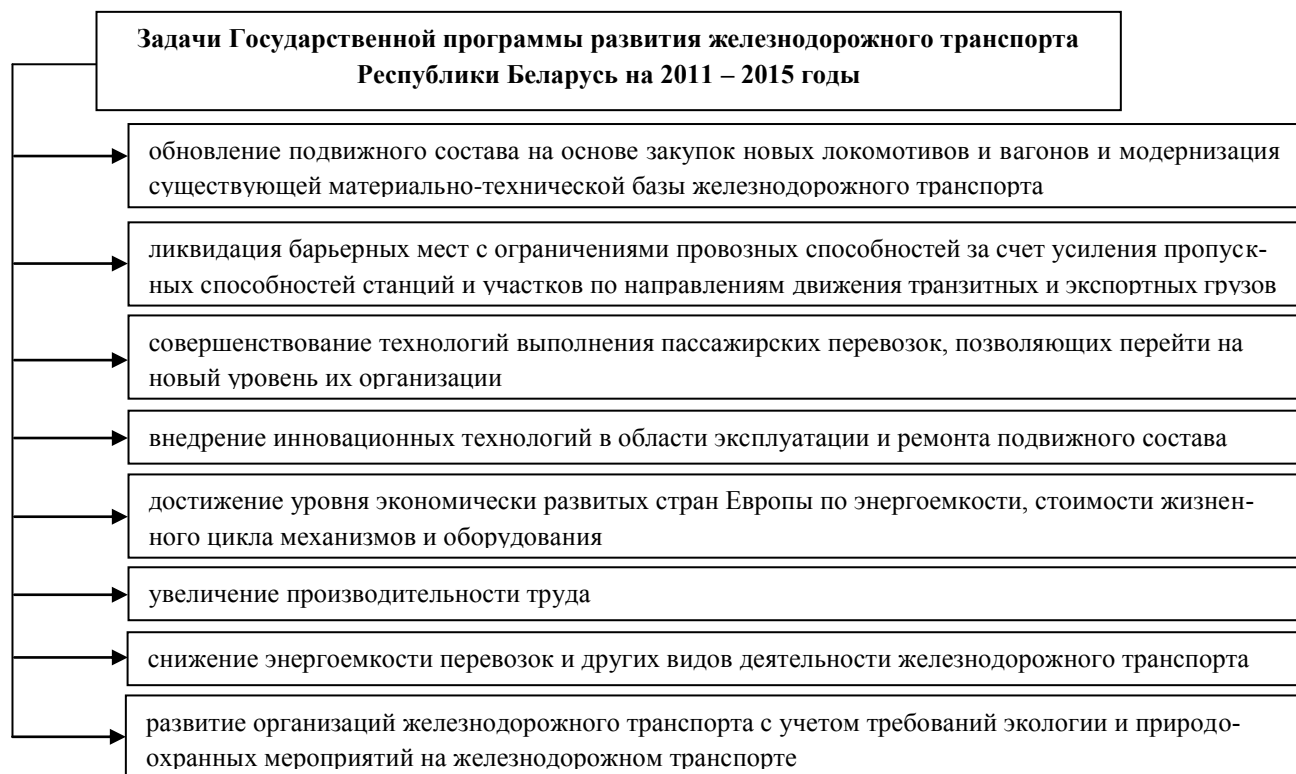 Задачи Государственной программы развития железнодорожного транспорта
Республики Беларусь на 2011 – 2015 годы
обновление подвижного состава на основе закупок новых локомотивов и вагонов и модернизация
существующей материально-технической базы железнодорожного транспорта
ликвидация барьерных мест с ограничениями провозных способностей за счет усиления пропуск-
ных способностей станций и участков по направлениям движения транзитных и экспортных грузов
совершенствование технологий выполнения пассажирских перевозок, позволяющих перейти на
новый уровень их организации
внедрение инновационных технологий в области эксплуатации и ремонта подвижного состава
достижение уровня экономически развитых стран Европы по энергоемкости, стоимости жизнен-
ного цикла механизмов и оборудования
увеличение производительности труда
снижение энергоемкости перевозок и других видов деятельности железнодорожного транспорта
развитие организаций железнодорожного транспорта с учетом требований экологии и природо-
охранных мероприятий на железнодорожном транспорте